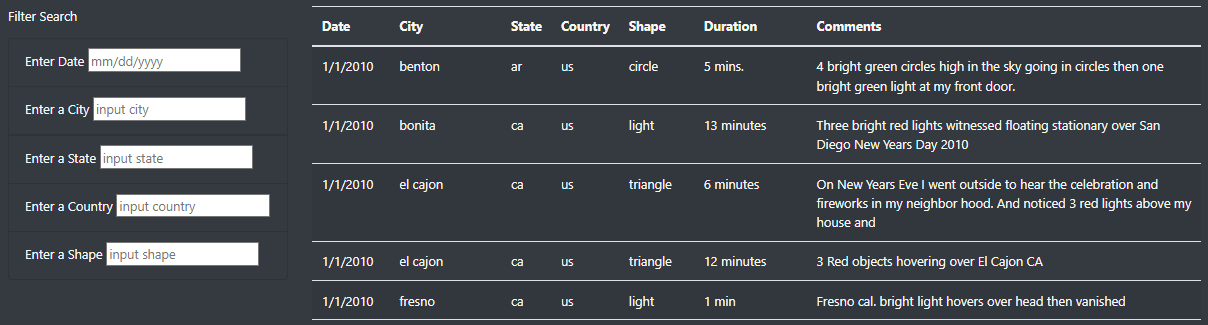 Filter Search
Enter Date mm/dd/yyyy
Enter a City input city
Enter a State input state
Enter a Country input country
Enter a Shape input shape
Date City State Country Shape Duration Comments
1/1/2010 benton ar us circle 5 mins. 4 bright green circles high in the sky going in circles then one
bright green light at my front door.
1/1/2010 bonita ca us light 13 minutes Three bright red lights witnessed floating stationary over San
Diego New Years Day 2010
1/1/2010 el cajon ca us triangle 6 minutes On New Years Eve I went outside to hear the celebration and
fireworks in my neighbor hood. And noticed 3 red lights above my
house and
1/1/2010 el cajon ca us triangle 12 minutes 3 Red objects hovering over El Cajon CA
1/1/2010 fresno ca us light 1 min Fresno cal. bright light hovers over head then vanished